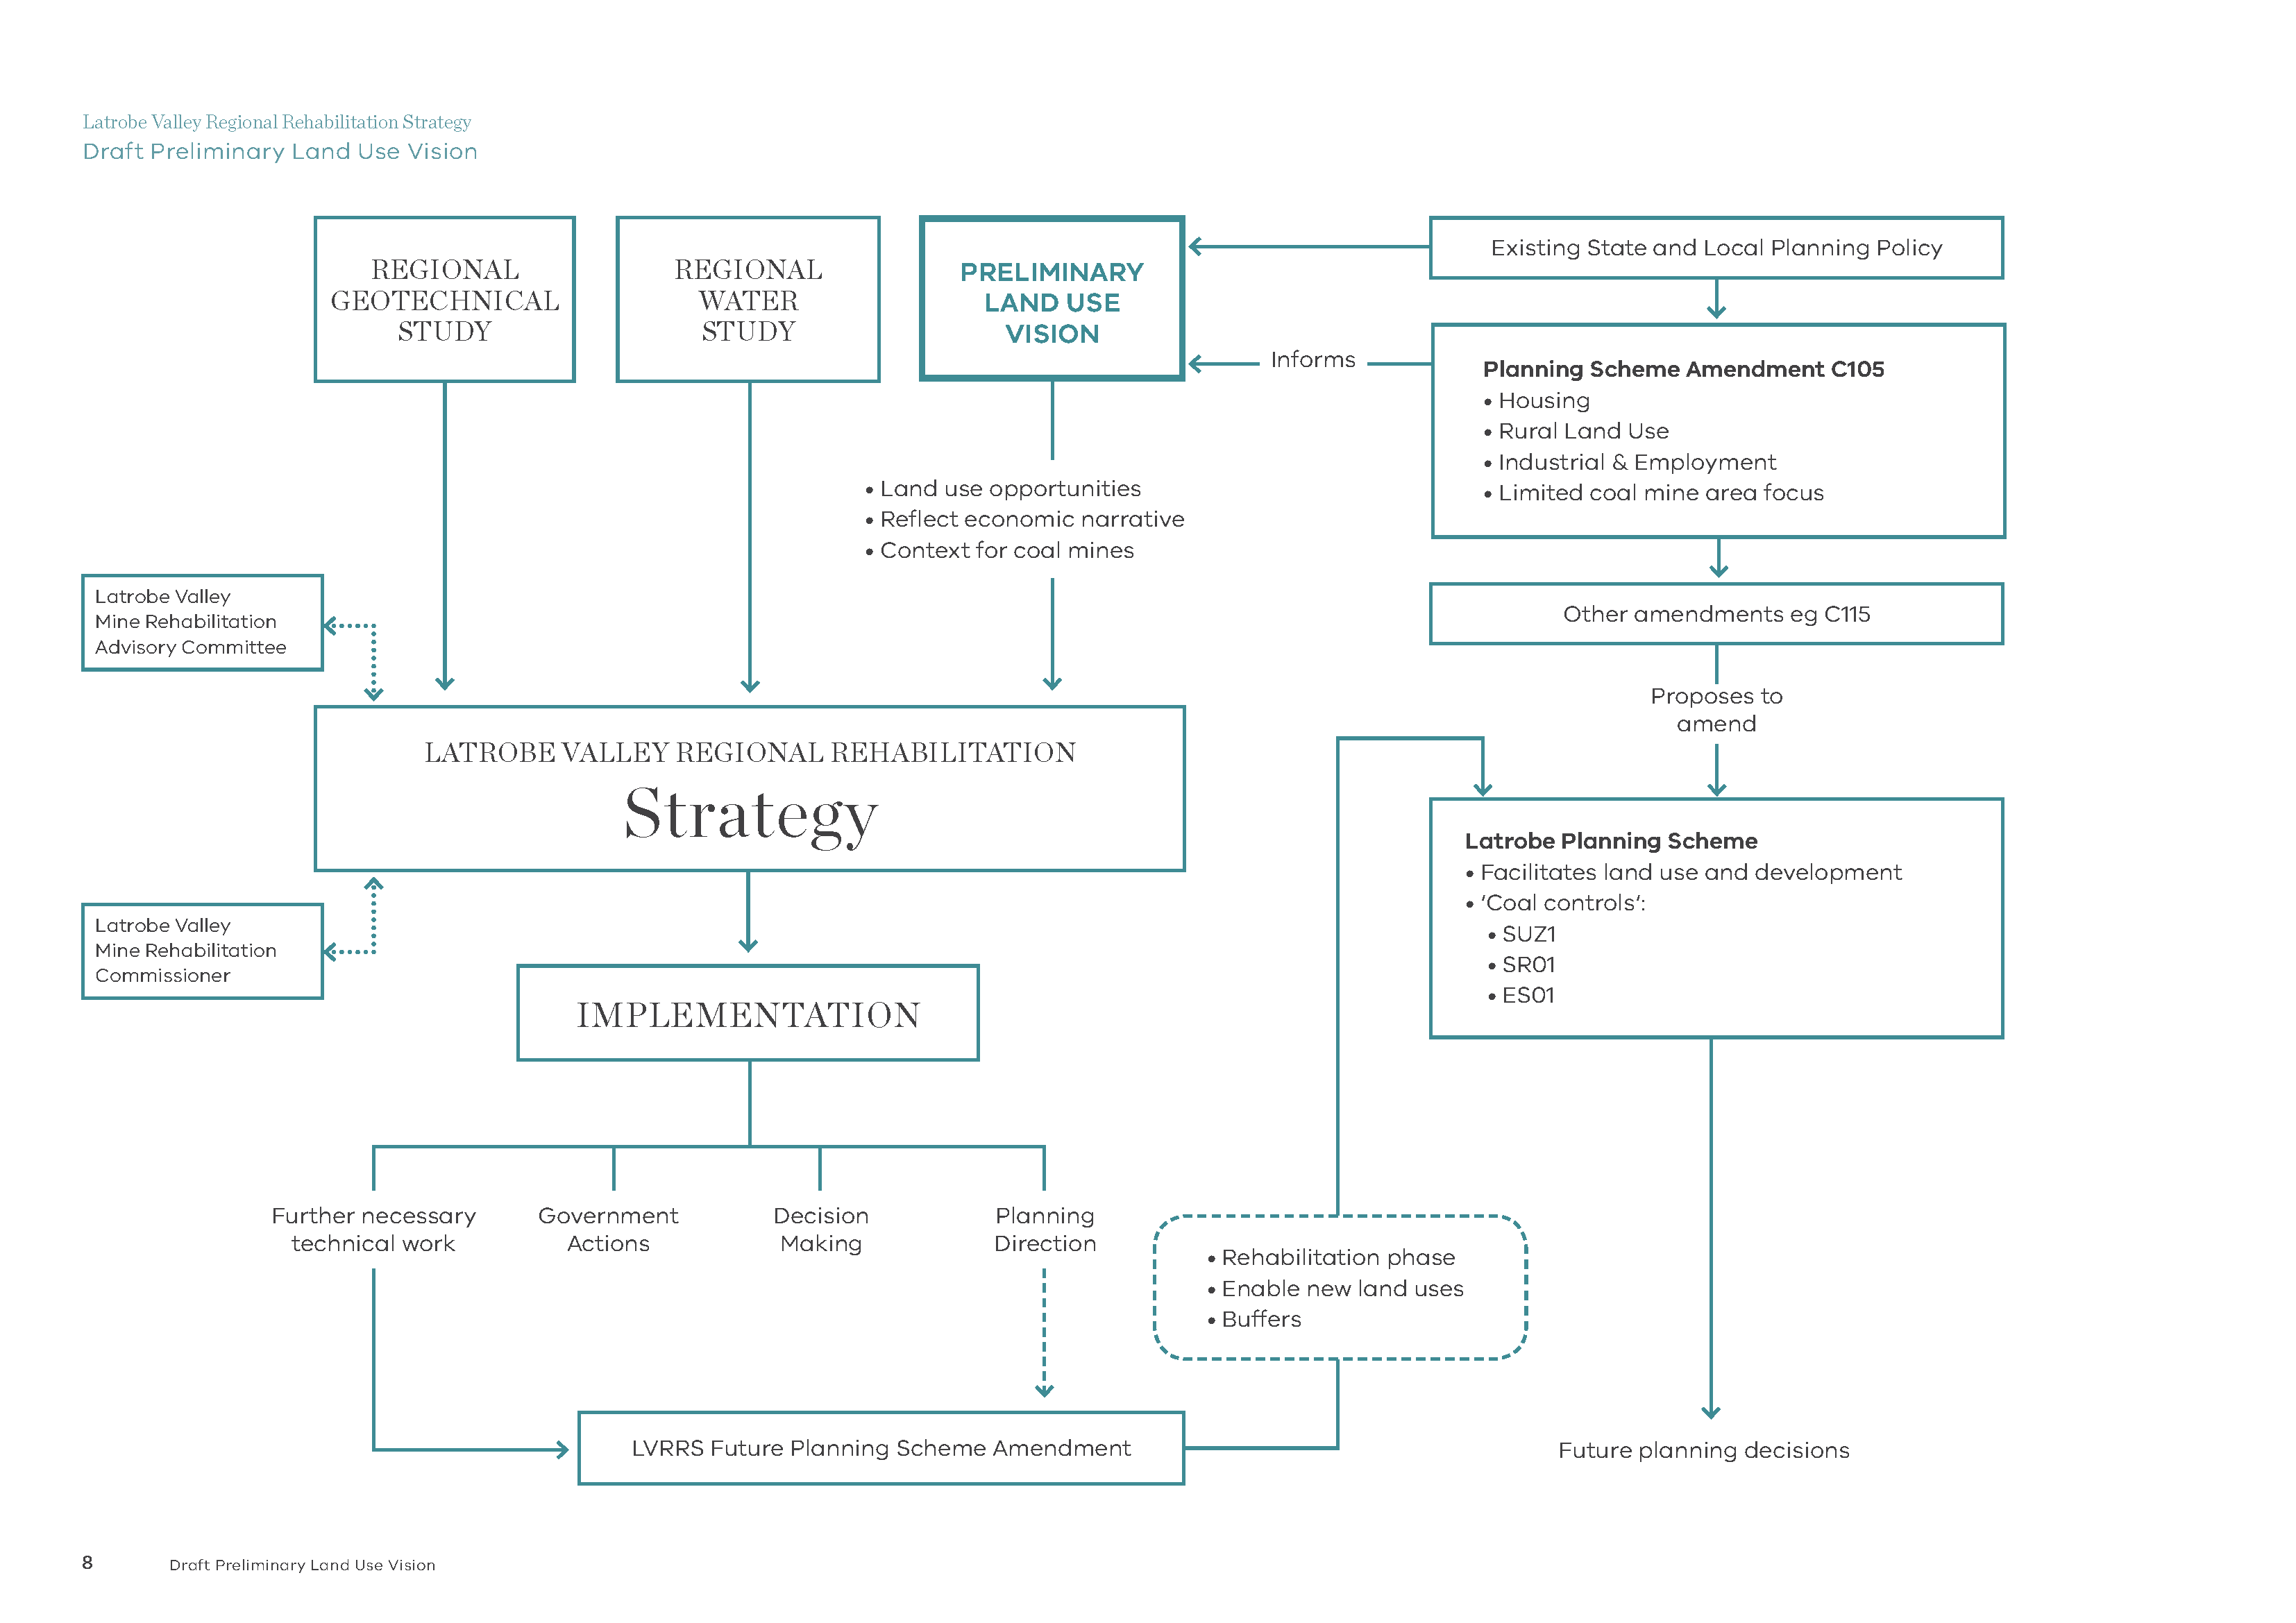 Latrobe Valley Regional Rehabilitation Strategy
Draft Preliminary Land Use Vision
REGIONAL
GEOTECHNICAL
STUDY
REGIONAL
WATER
STUDY
PRELIMINARY
LAND USE
VISION
Existing State and Local Planning Policy
Informs
Planning Scheme Amendment C105
• Housing
• Rural Land Use
• Industrial & Employment
• Limited coal mine area focus
• Land use opportunities
• Reflect economic narrative
• Context for coal mines
Latrobe Valley
Mine Rehabilitation
Advisory Committee
Other amendments eg C115
Proposes to
amend
LATROBE VALLEY REGIONAL REHABILITATION
Strategy
Latrobe Planning Scheme
• Facilitates land use and development
• ‘Coal controls‘:
• SUZ1
• SR01
• ES01
Latrobe Valley
Mine Rehabilitation
Commissioner
IMPLEMENTATION
Further necessary
technical work
Government
Actions
Decision
Making
Planning
Direction
• Rehabilitation phase
• Enable new land uses
• Buffers
LVRRS Future Planning Scheme Amendment
Future planning decisions
8 Draft Preliminary Land Use Vision